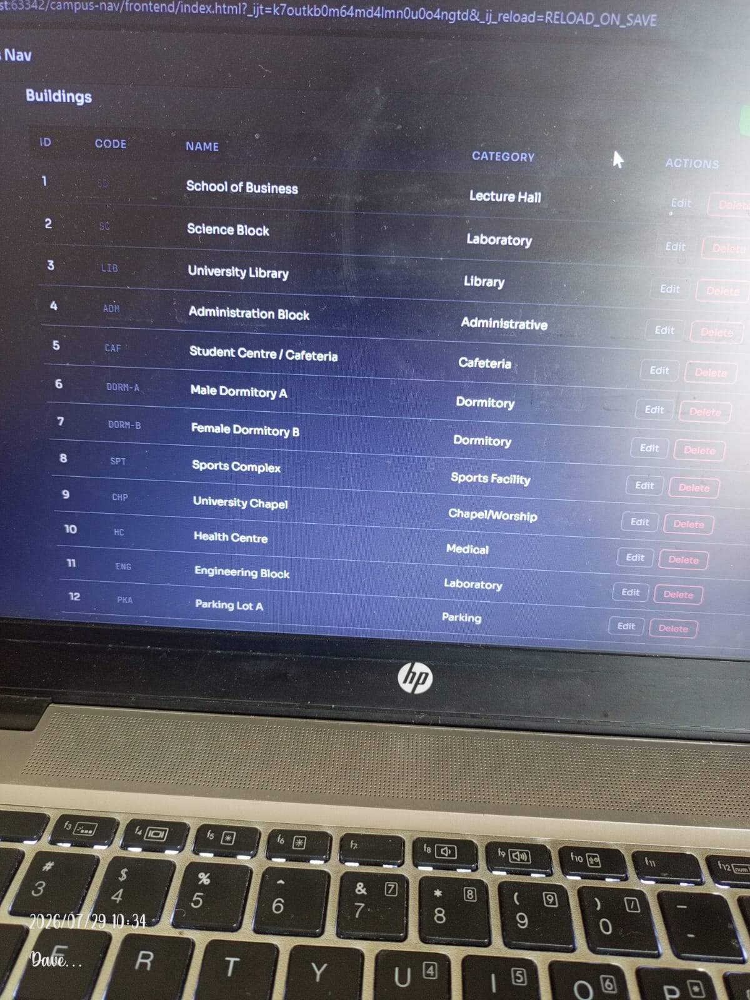 st:63342/campus-nav/frontend/index.html?_ijt=k7outkb0m64md4lmn0u0o4ngtd&_ij_reload=RELOAD_ON_SAVE
Nav
Buildings
ID CODE NAME CATEGORY ACTIONS
1 SB School of Business Lecture Hall Edit Delete
2 SC Science Block Laboratory Edit Delete
3 LIB University Library Library Edit Delete
4 ADM Administration Block Administrative Edit Delete
5 CAF Student Centre / Cafeteria Cafeteria Edit Delete
6 DORM-A Male Dormitory A Dormitory Edit Delete
7 DORM-B Female Dormitory B Dormitory Edit Delete
8 SPT Sports Complex Sports Facility Edit Delete
9 CHP University Chapel Chapel/Worship Edit Delete
10 HC Health Centre Medical Edit Delete
11 ENG Engineering Block Laboratory Edit Delete
12 PKA Parking Lot A Parking Edit Delete
hp
f3 f4 f5 f6 f7 f8 f9 f10 f11 f12 num
# $ % ^ & 7 * 8 ( 9 ) / _
3 4 5 6 7 8 9 0 -
2026/07/29 10:34
E R T Y U 4 I 5 O 6 P *
Dave...